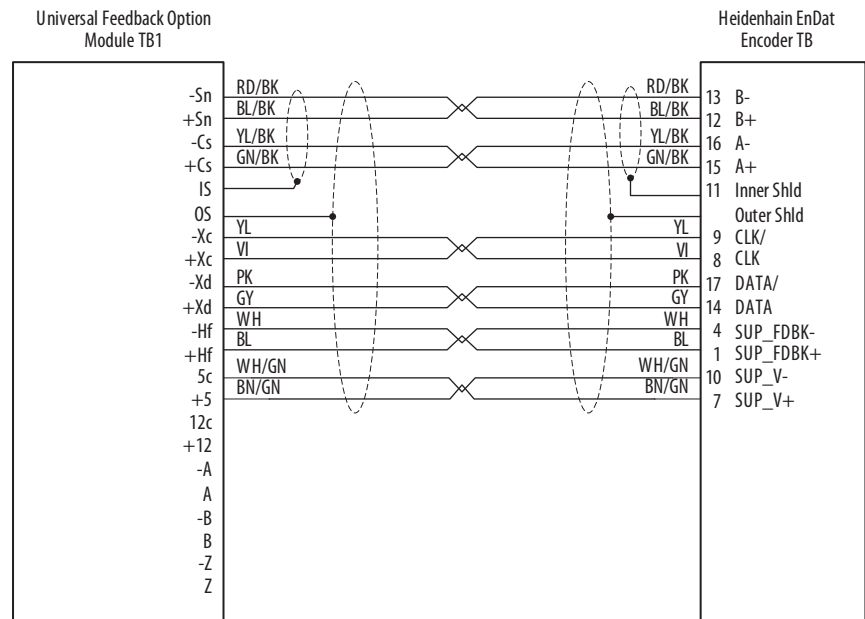 Universal Feedback Option
Module TB1
Heidenhain EnDat
Encoder TB
-Sn RD/BK RD/BK 13 B-
+Sn BL/BK BL/BK 12 B+
-Cs YL/BK YL/BK 16 A-
+Cs GN/BK GN/BK 15 A+
IS 11 Inner Shld
OS Outer Shld
-Xc YL YL 9 CLK/
+Xc VI VI 8 CLK
-Xd PK PK 17 DATA/
+Xd GY GY 14 DATA
-Hf WH WH 4 SUP_FDBK-
+Hf BL BL 1 SUP_FDBK+
5c WH/GN WH/GN 10 SUP_V-
+5 BN/GN BN/GN 7 SUP_V+
12c
+12
-A
A
-B
B
-Z
Z